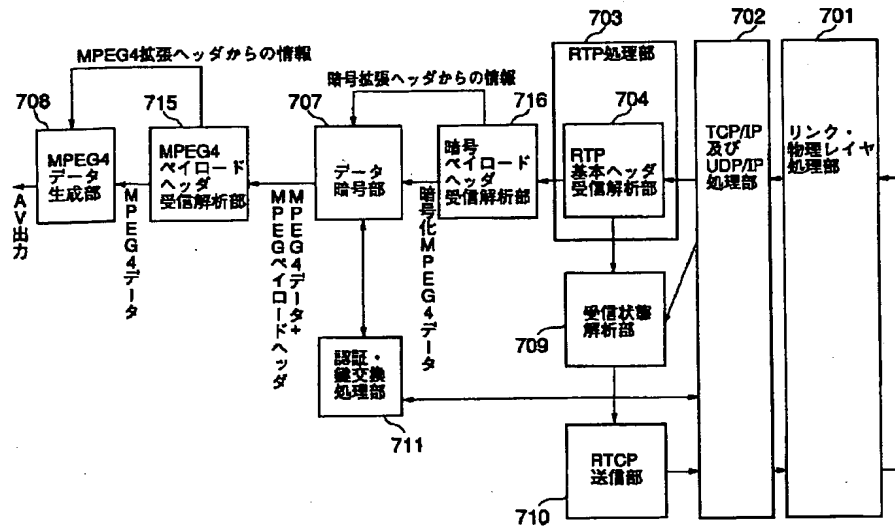 703
702
701
MPEG4拡張ヘッダからの情報
RTP処理部
708
715
暗号拡張ヘッダからの情報
707
716
704
MPEG4
データ
生成部
MPEG4
ペイロード
ヘッダ
受信解析部
データ
暗号部
暗号
ペイロード
ヘッダ
受信解析部
RTP
基本ヘッダ
受信解析部
TCP/IP
及び
UDP/IP
処理部
リンク・
物理レイヤ
処理部
AV出力
MPEG4データ
MPEG4データ+
MPEGペイロードヘッダ
暗号化MPEG4データ
受信状態
解析部
709
認証・
鍵交換
処理部
711
RTCP
送信部
710